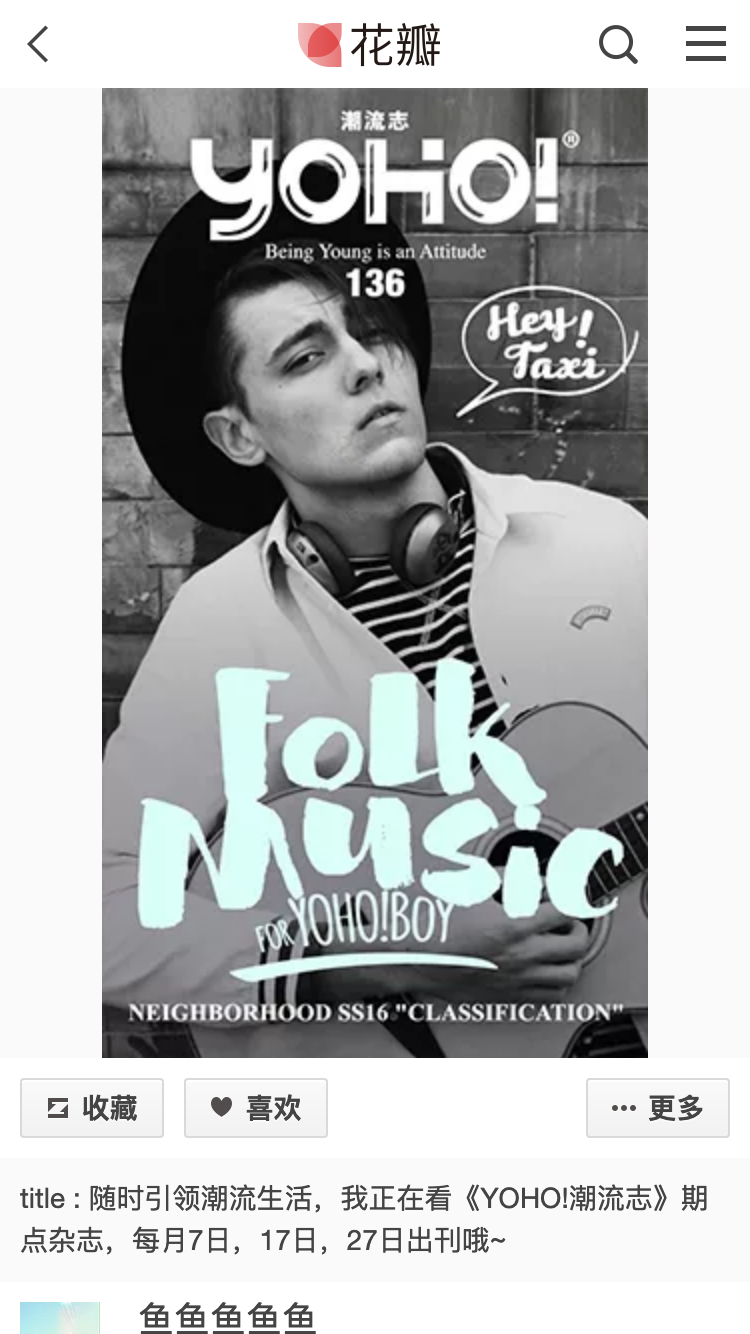 花瓣
潮流志
YOHO!®
Being Young is an Attitude
136
Hey!
Taxi
Folk
Music
FOR YOHO!BOY
NEIGHBORHOOD SS16 "CLASSIFICATION"
收藏
喜欢
更多
title : 随时引领潮流生活，我正在看《YOHO!潮流志》期
点杂志，每月7日，17日，27日出刊哦~
鱼鱼鱼鱼鱼